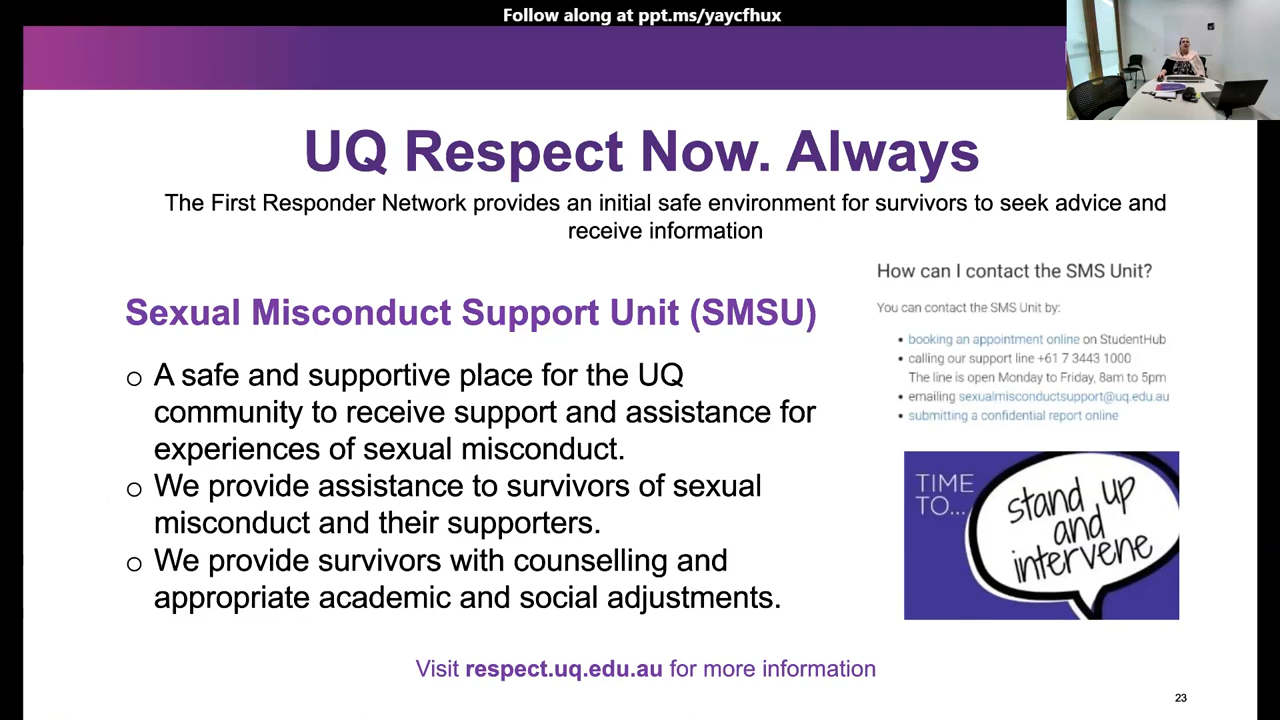 Follow along at ppt.ms/yaycfhux
UQ Respect Now. Always
The First Responder Network provides an initial safe environment for survivors to seek advice and
receive information
Sexual Misconduct Support Unit (SMSU)
o A safe and supportive place for the UQ
community to receive support and assistance for
experiences of sexual misconduct.
o We provide assistance to survivors of sexual
misconduct and their supporters.
o We provide survivors with counselling and
appropriate academic and social adjustments.
How can I contact the SMS Unit?
You can contact the SMS Unit by:
• booking an appointment online on StudentHub
• calling our support line +61 7 3443 1000
The line is open Monday to Friday, 8am to 5pm
• emailing sexualmisconductsupport@uq.edu.au
• submitting a confidential report online
TIME
TO...
stand up
and
intervene
Visit respect.uq.edu.au for more information
23